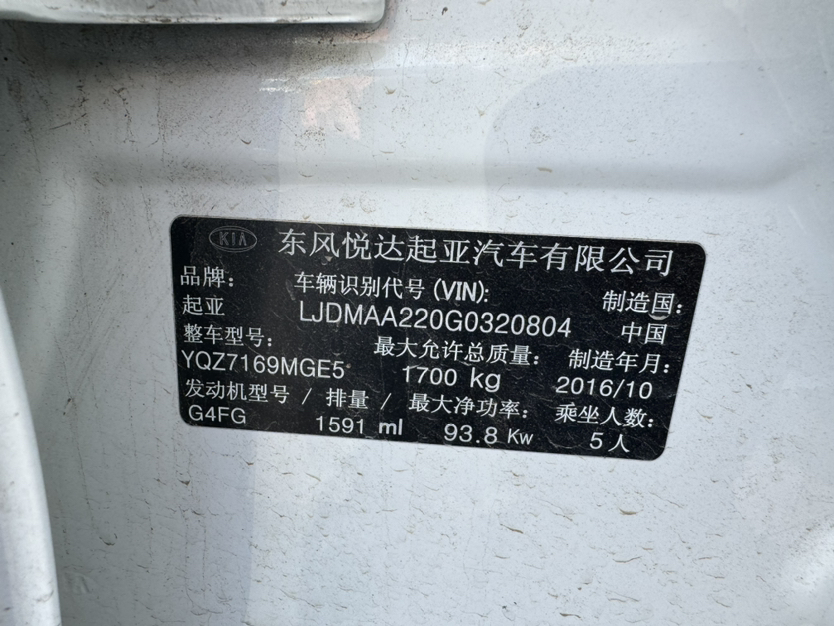 KIA 东风悦达起亚汽车有限公司
品牌： 车辆识别代号(VIN): 制造国：
起亚 LJDMAA220G0320804 中国
整车型号： 最大允许总质量： 制造年月：
YQZ7169MGE5 1700 kg 2016/10
发动机型号 / 排量 / 最大净功率： 乘坐人数：
G4FG 1591 ml 93.8 Kw 5人